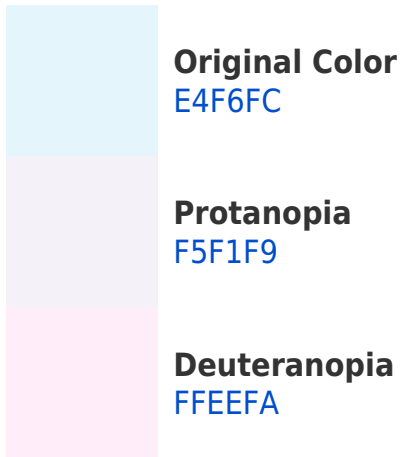 Original Color
E4F6FC
Protanopia
F5F1F9
Deuteranopia
FFEEFA